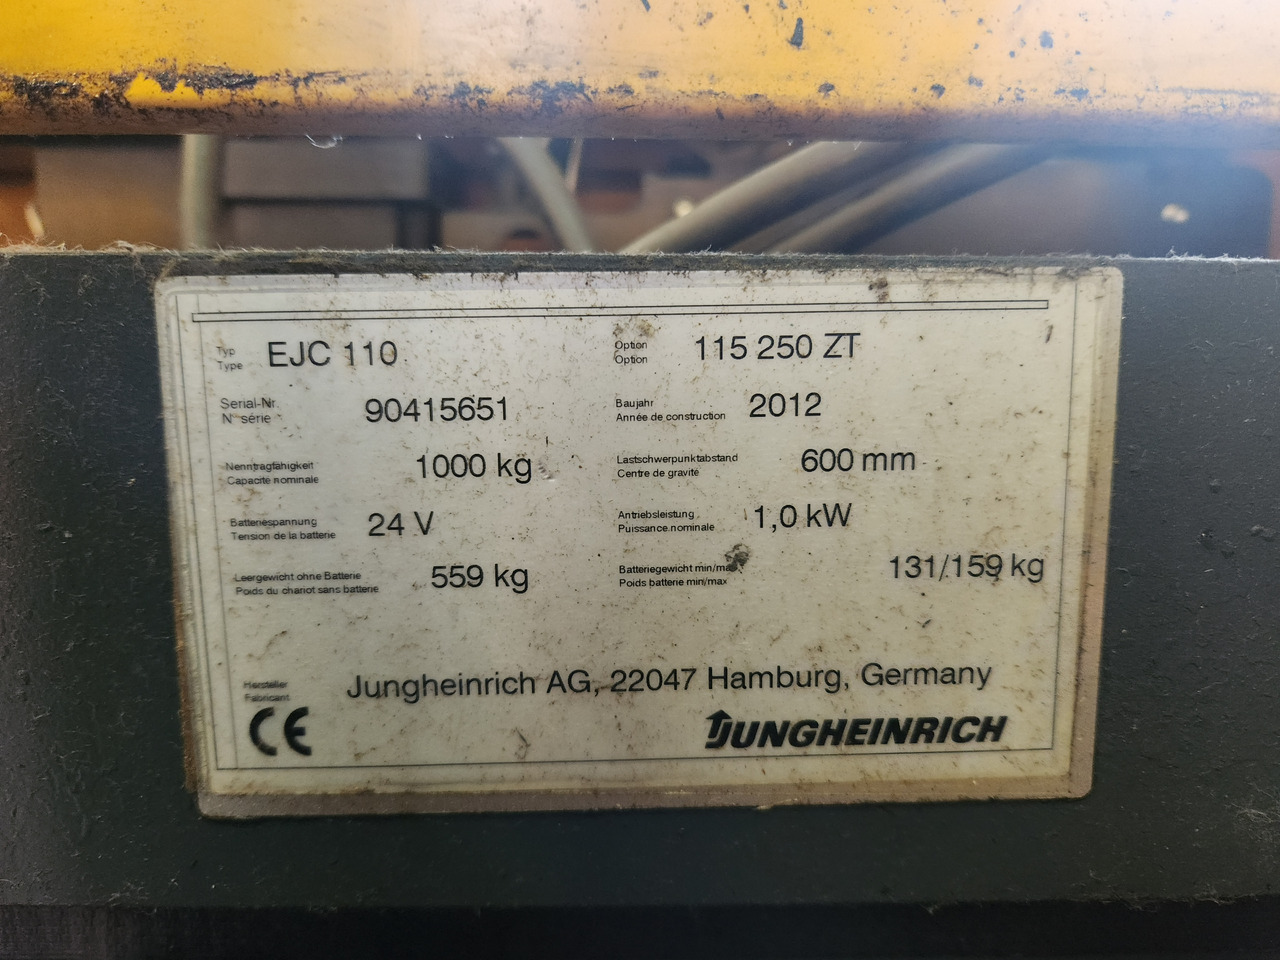 Typ
Type
EJC 110
Option
Option
115 250 ZT
Serial-Nr.
N° série
90415651
Baujahr
Année de construction
2012
Nenntragfähigkeit
Capacité nominale
1000 kg
Lastschwerpunktabstand
Centre de gravité
600 mm
Batteriespannung
Tension de la batterie
24 V
Antriebsleistung
Puissance nominale
1,0 kW
Leergewicht ohne Batterie
Poids du chariot sans batterie
559 kg
Batteriegewicht min/max
Poids batterie min/max
131/159 kg
Hersteller
Fabricant
Jungheinrich AG, 22047 Hamburg, Germany
CE
JUNGHEINRICH